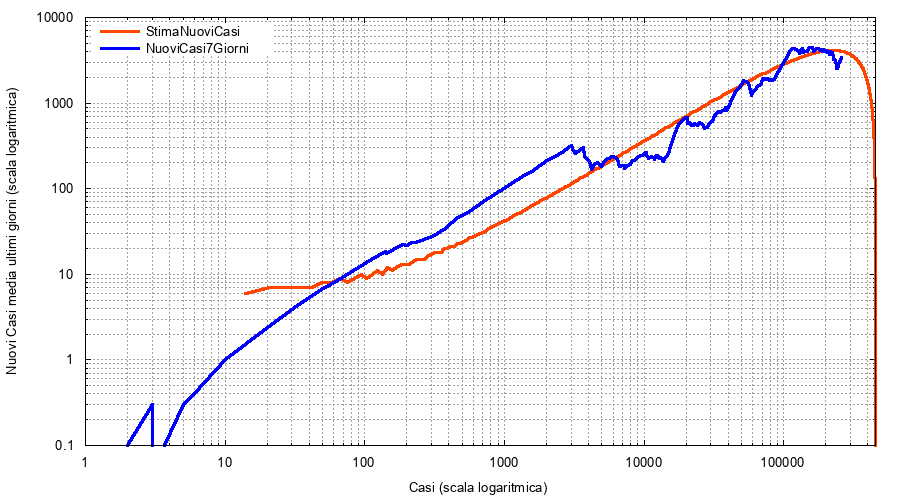 10000
1000
100
10
1
0.1
Nuovi Casi media ultimi giorni (scala logaritmica)
StimaNuoviCasi
NuoviCasi7Giorni
1 10 100 1000 10000 100000
Casi (scala logaritmica)